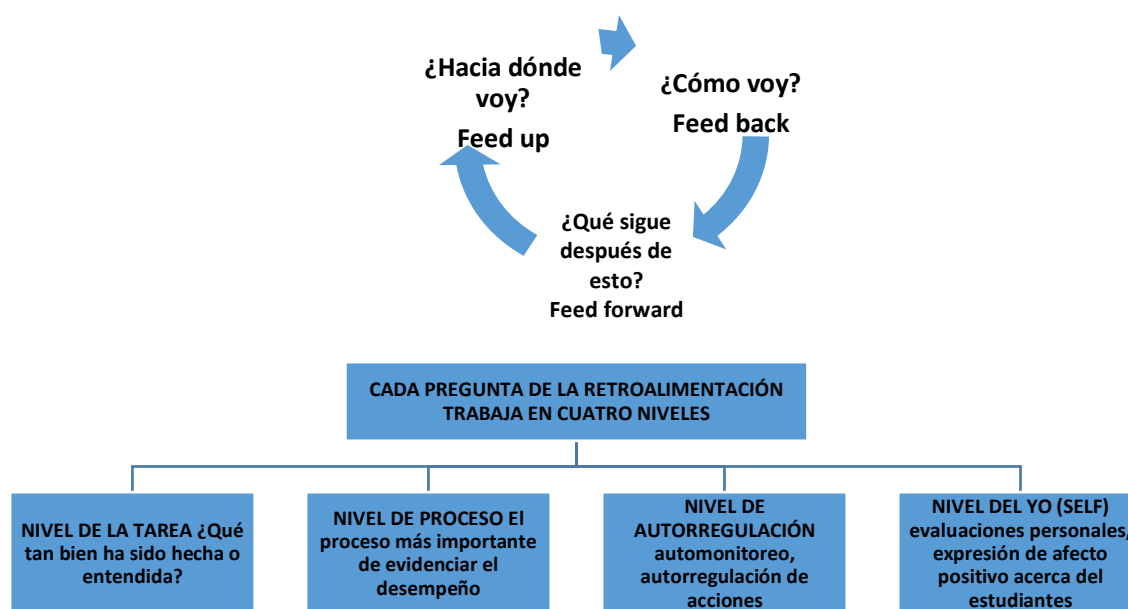 ¿Hacia dónde
voy?
Feed up
¿Cómo voy?
Feed back
¿Qué sigue
después de
esto?
Feed forward
CADA PREGUNTA DE LA RETROALIMENTACIÓN
TRABAJA EN CUATRO NIVELES
NIVEL DE LA TAREA ¿Qué
tan bien ha sido hecha o
entendida?
NIVEL DE PROCESO El
proceso más importante
de evidenciar el
desempeño
NIVEL DE
AUTORREGULACIÓN
automonitoreo,
autorregulación de
acciones
NIVEL DEL YO (SELF)
evaluaciones personales,
expresión de afecto
positivo acerca del
estudiantes